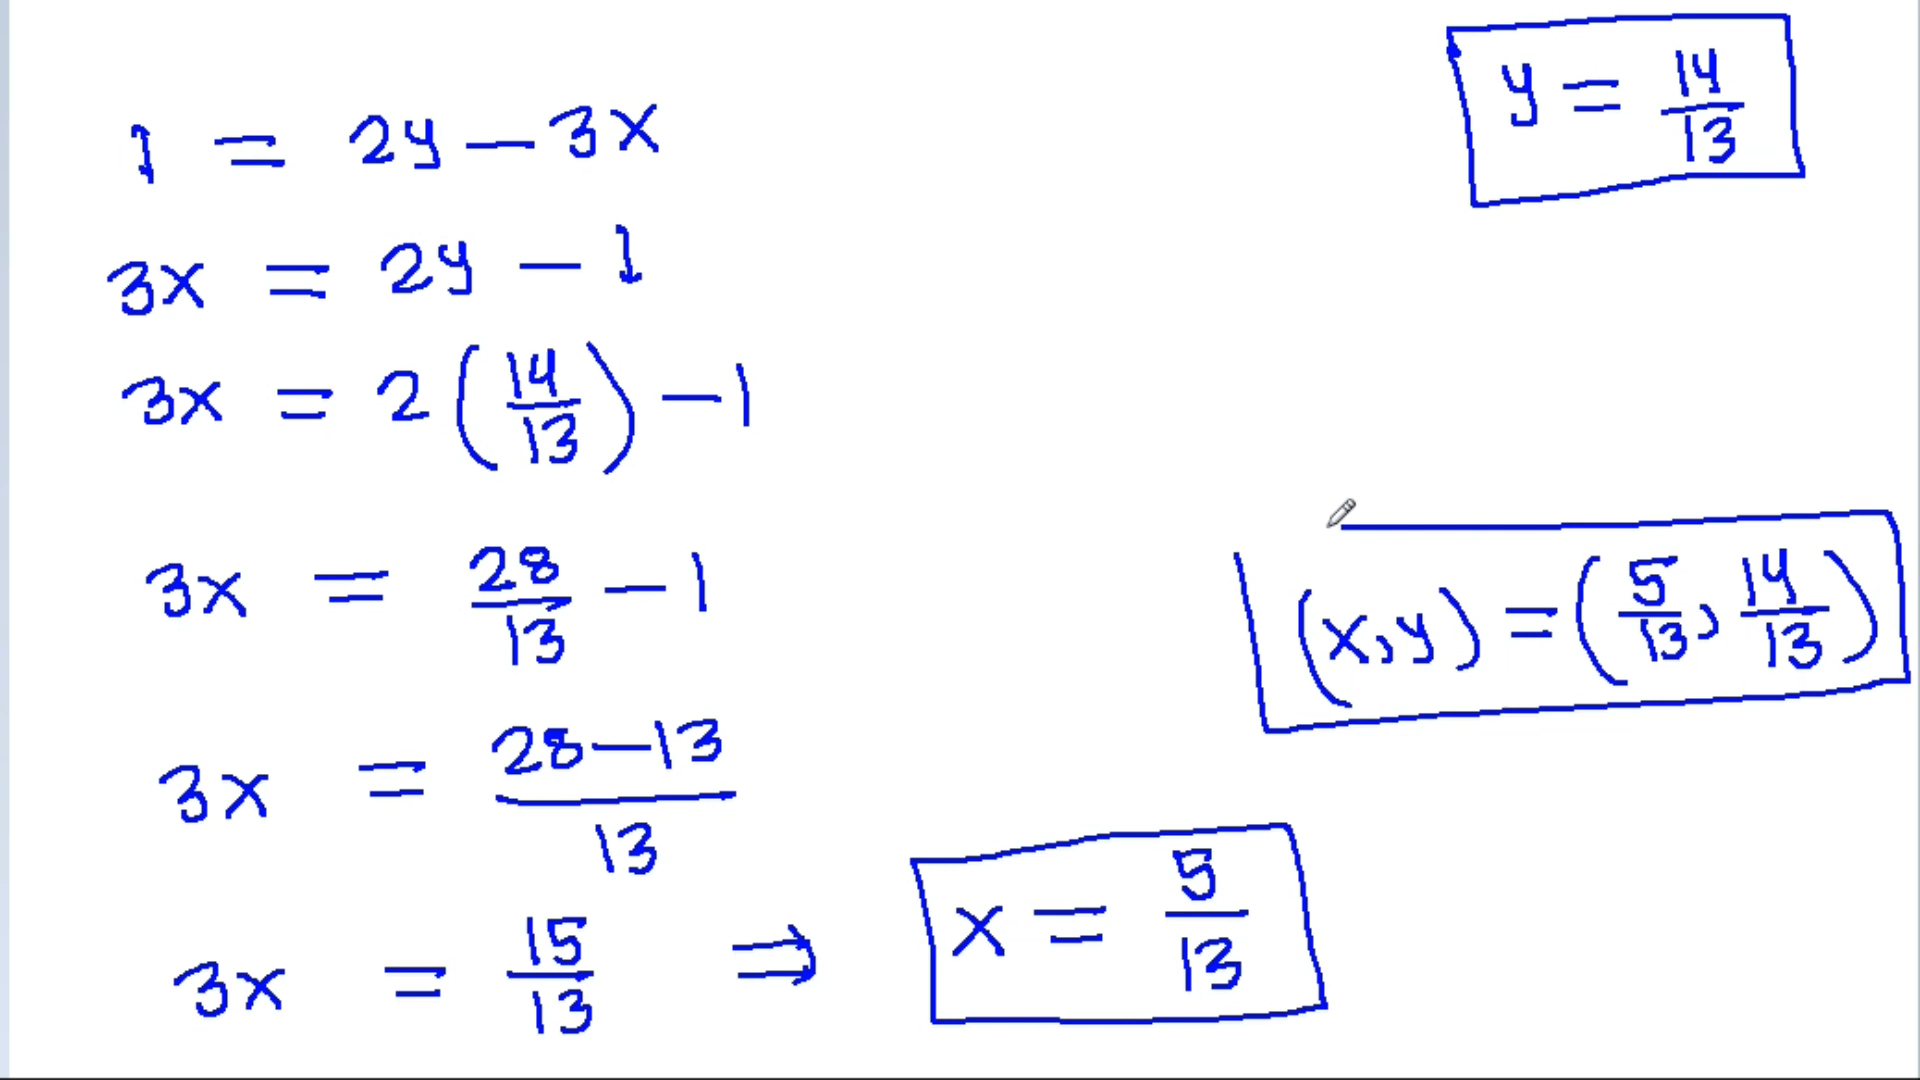 y = 14/13
1 = 2y - 3x
3x = 2y - 1
3x = 2(14/13) - 1
3x = 28/13 - 1
(x,y) = (5/13, 14/13)
3x = 28-13/13
3x = 15/13 ⇒ x = 5/13